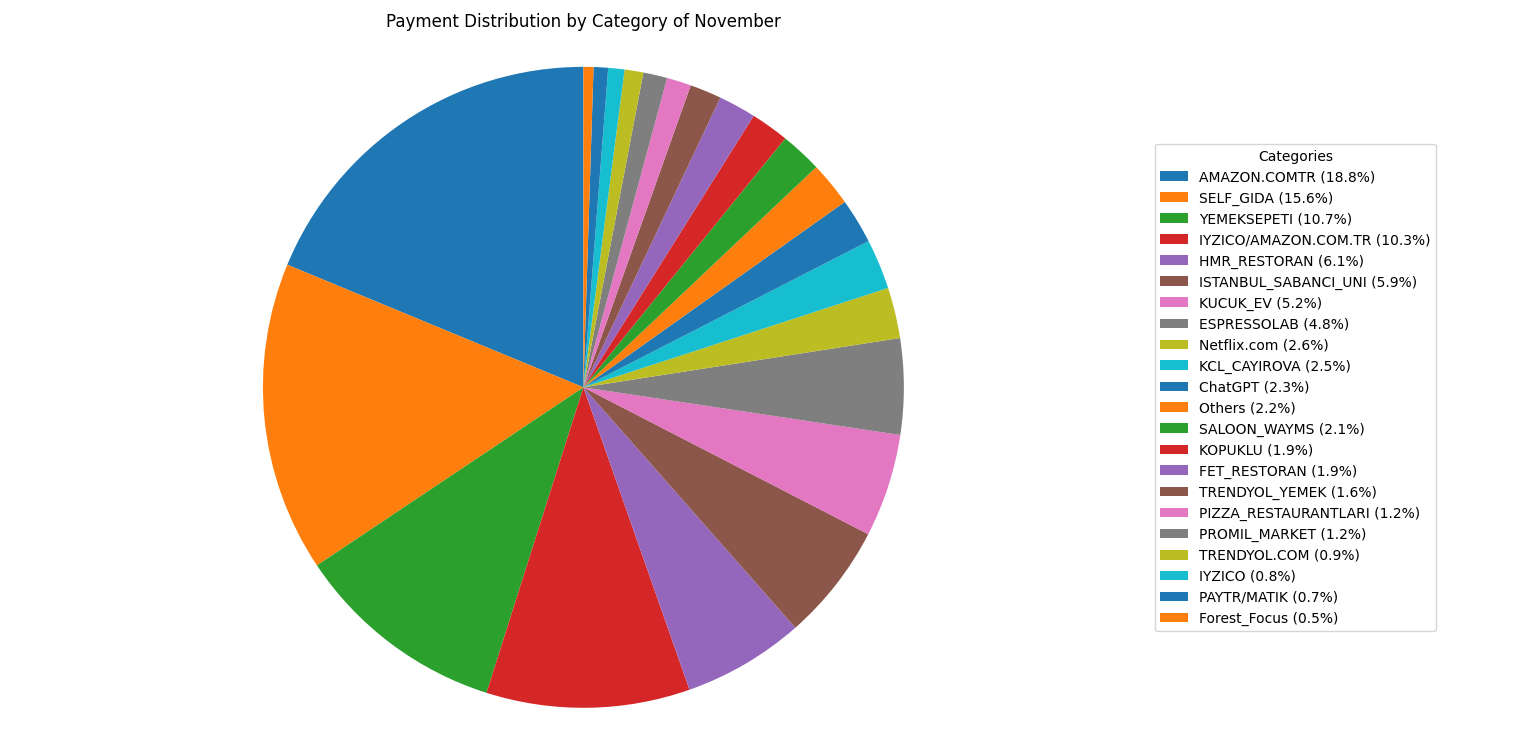 Payment Distribution by Category of November
Categories
AMAZON.COMTR (18.8%)
SELF_GIDA (15.6%)
YEMEKSEPETI (10.7%)
IYZICO/AMAZON.COM.TR (10.3%)
HMR_RESTORAN (6.1%)
ISTANBUL_SABANCI_UNI (5.9%)
KUCUK_EV (5.2%)
ESPRESSOLAB (4.8%)
Netflix.com (2.6%)
KCL_CAYIROVA (2.5%)
ChatGPT (2.3%)
Others (2.2%)
SALOON_WAYMS (2.1%)
KOPUKLU (1.9%)
FET_RESTORAN (1.9%)
TRENDYOL_YEMEK (1.6%)
PIZZA_RESTAURANTLARI (1.2%)
PROMIL_MARKET (1.2%)
TRENDYOL.COM (0.9%)
IYZICO (0.8%)
PAYTR/MATIK (0.7%)
Forest_Focus (0.5%)